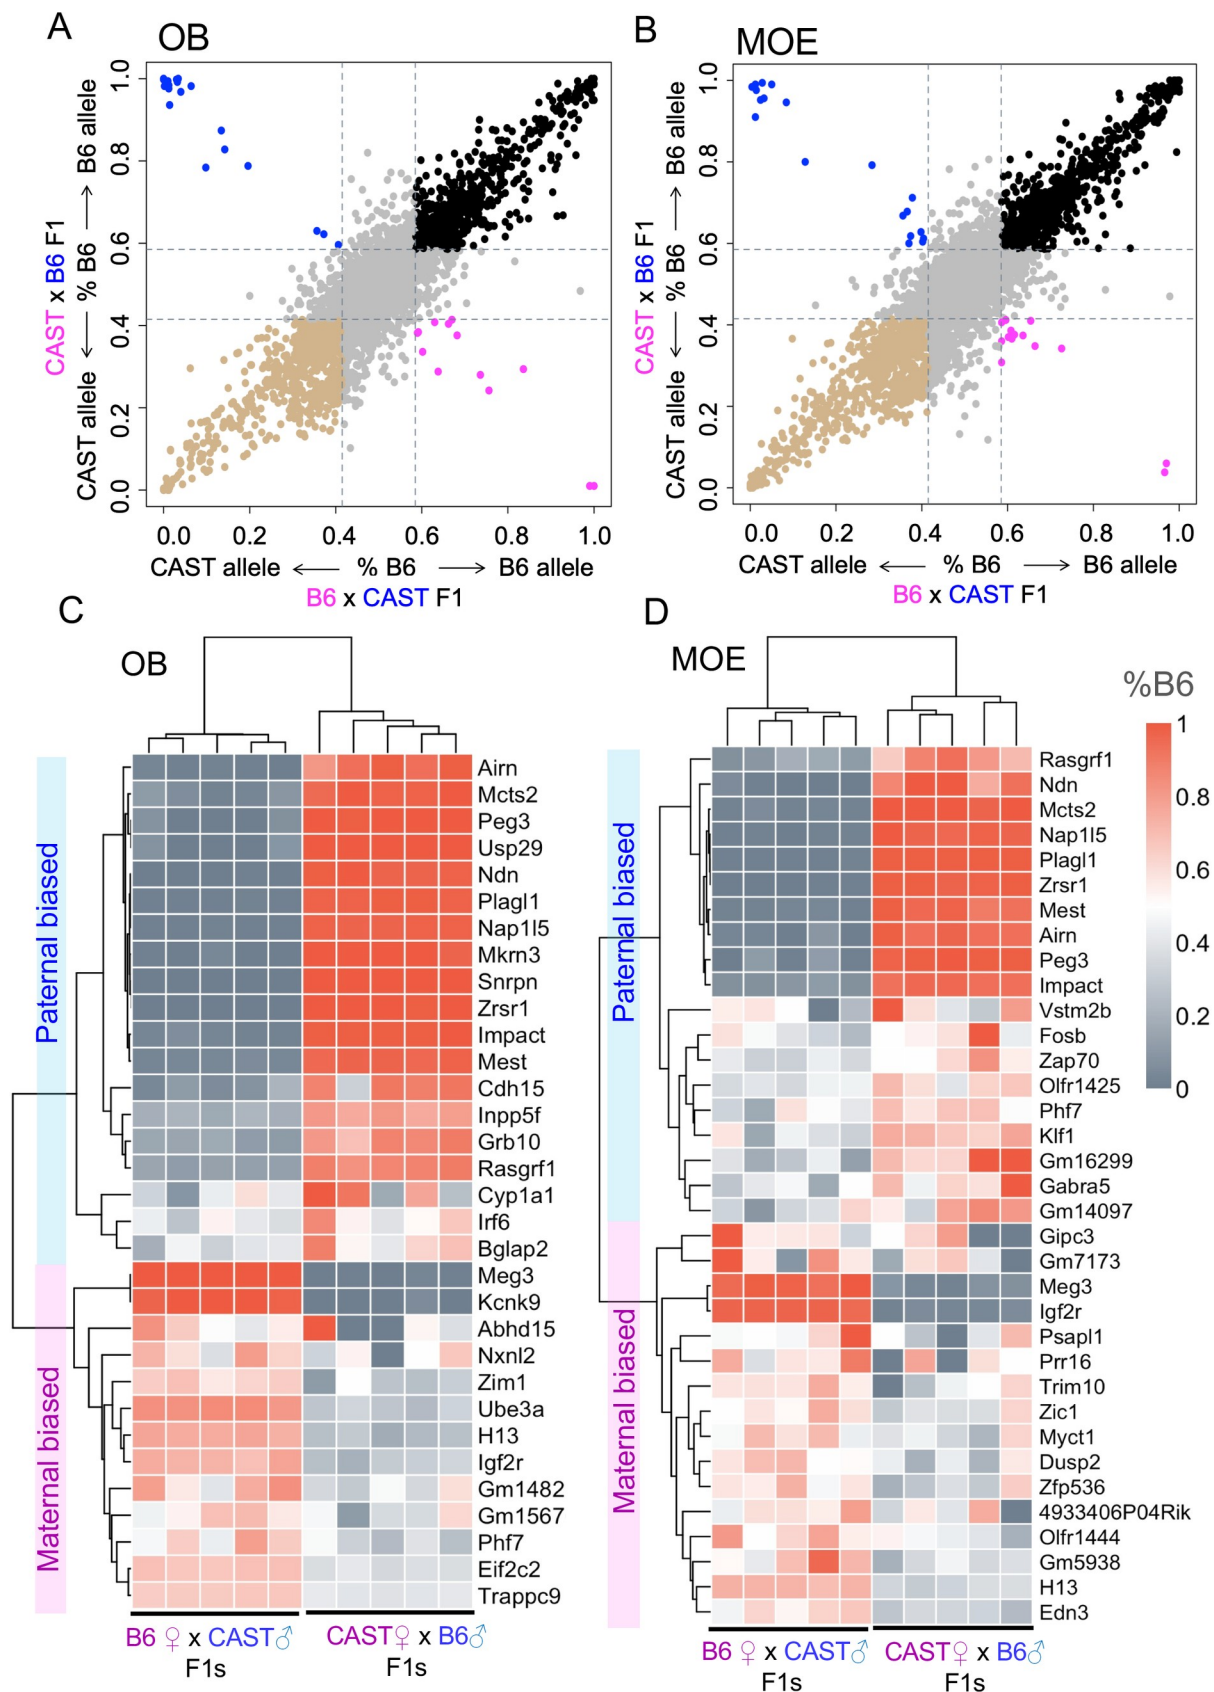 A
OB
1.0
0.8
0.6
0.4
0.2
0.0
CAST allele ← % B6 → B6 allele
CAST x B6 F1
0.0 0.2 0.4 0.6 0.8 1.0
CAST allele ← % B6 → B6 allele
B6 x CAST F1
B
MOE
1.0
0.8
0.6
0.4
0.2
0.0
CAST allele ← % B6 → B6 allele
CAST x B6 F1
0.0 0.2 0.4 0.6 0.8 1.0
CAST allele ← % B6 → B6 allele
B6 x CAST F1
C
OB
Paternal biased
Maternal biased
Airn
Mcts2
Peg3
Usp29
Ndn
Plagl1
Nap1l5
Mkrn3
Snrpn
Zrsr1
Impact
Mest
Cdh15
Inpp5f
Grb10
Rasgrf1
Cyp1a1
Irf6
Bglap2
Meg3
Kcnk9
Abhd15
Nxnl2
Zim1
Ube3a
H13
Igf2r
Gm1482
Gm1567
Phf7
Eif2c2
Trappc9
B6 ♀ x CAST♂
F1s
CAST♀ x B6♂
F1s
D
MOE
Paternal biased
Maternal biased
Rasgrf1
Ndn
Mcts2
Nap1l5
Plagl1
Zrsr1
Mest
Airn
Peg3
Impact
Vstm2b
Fosb
Zap70
Olfr1425
Phf7
Klf1
Gm16299
Gabra5
Gm14097
Gipc3
Gm7173
Meg3
Igf2r
Psapl1
Prr16
Trim10
Zic1
Myct1
Dusp2
Zfp536
4933406P04Rik
Olfr1444
Gm5938
H13
Edn3
B6 ♀ x CAST♂
F1s
CAST♀ x B6♂
F1s
%B6
1
0.8
0.6
0.4
0.2
0